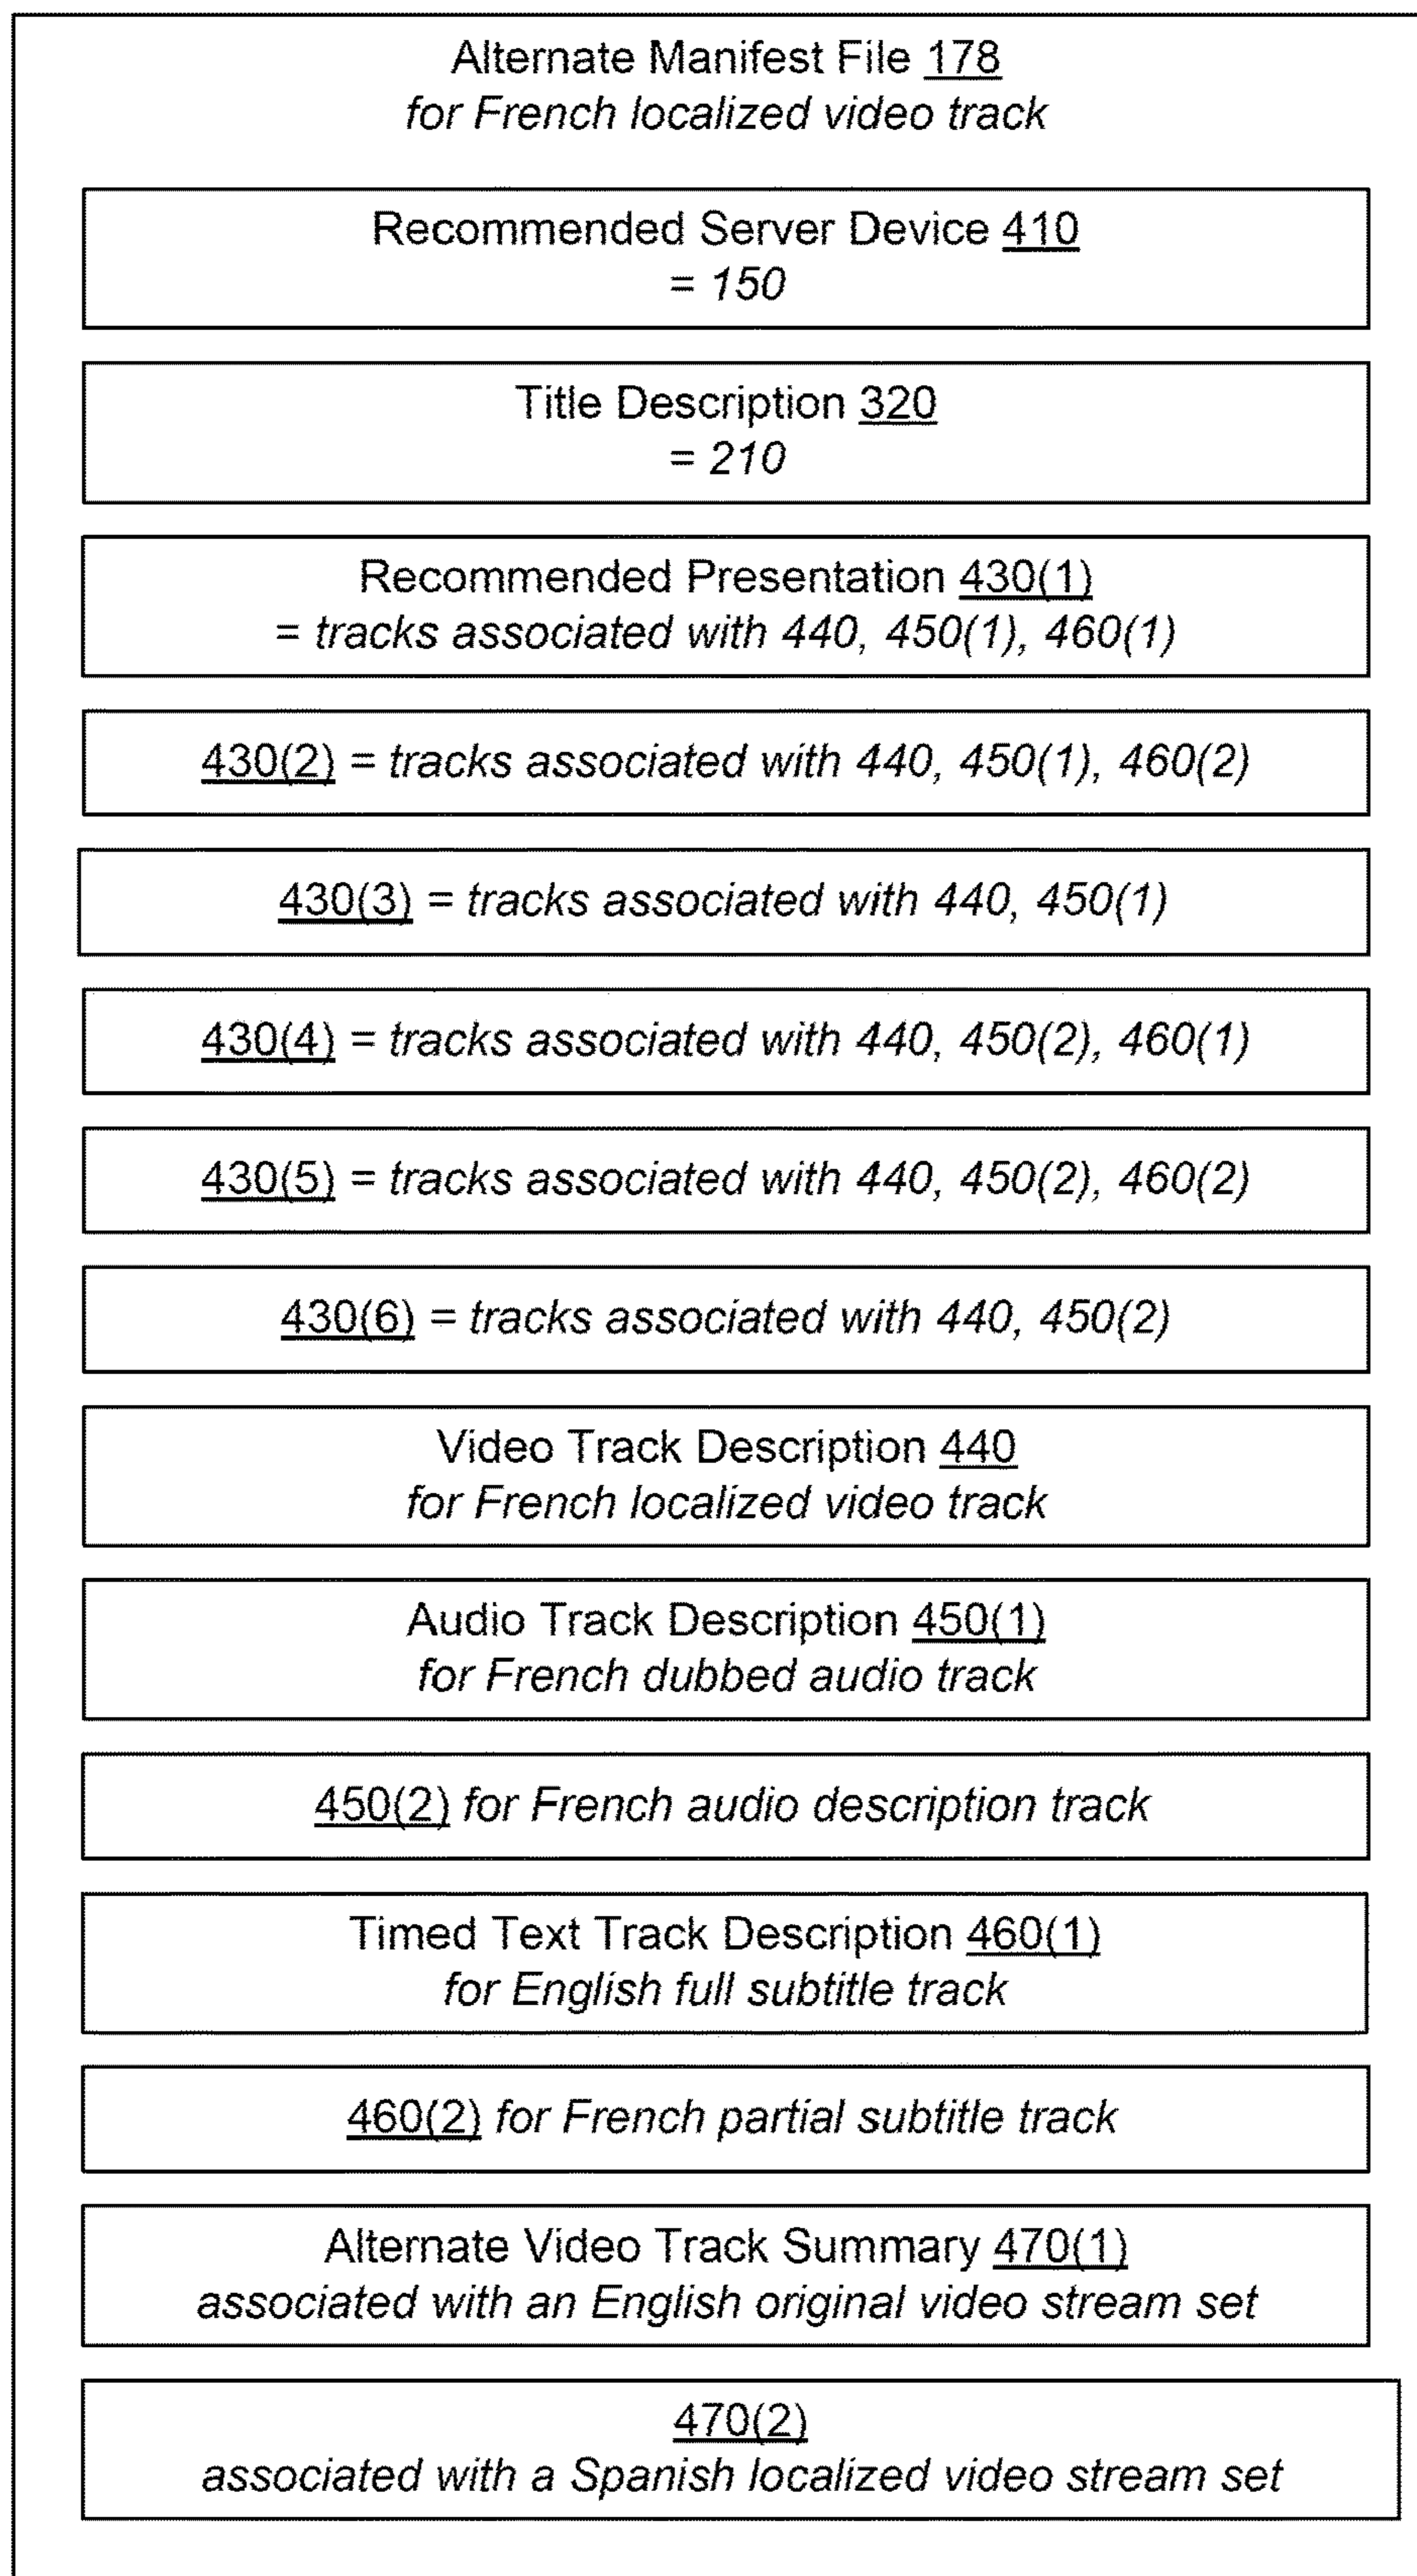 Alternate Manifest File 178
for French localized video track
Recommended Server Device 410
= 150
Title Description 320
= 210
Recommended Presentation 430(1)
= tracks associated with 440, 450(1), 460(1)
430(2) = tracks associated with 440, 450(1), 460(2)
430(3) = tracks associated with 440, 450(1)
430(4) = tracks associated with 440, 450(2), 460(1)
430(5) = tracks associated with 440, 450(2), 460(2)
430(6) = tracks associated with 440, 450(2)
Video Track Description 440
for French localized video track
Audio Track Description 450(1)
for French dubbed audio track
450(2) for French audio description track
Timed Text Track Description 460(1)
for English full subtitle track
460(2) for French partial subtitle track
Alternate Video Track Summary 470(1)
associated with an English original video stream set
470(2)
associated with a Spanish localized video stream set